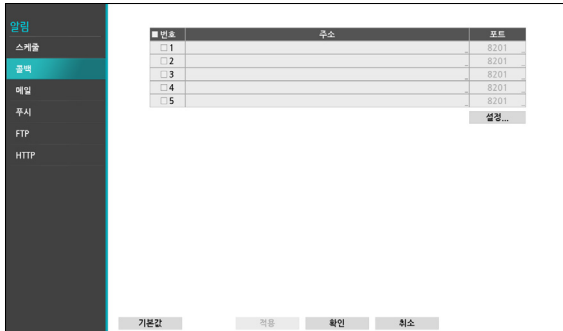 알림
스케줄
콜백
메일
푸시
FTP
HTTP
번호 주소 포트
1 8201
2 8201
3 8201
4 8201
5 8201
설정...
기본값 적용 확인 취소